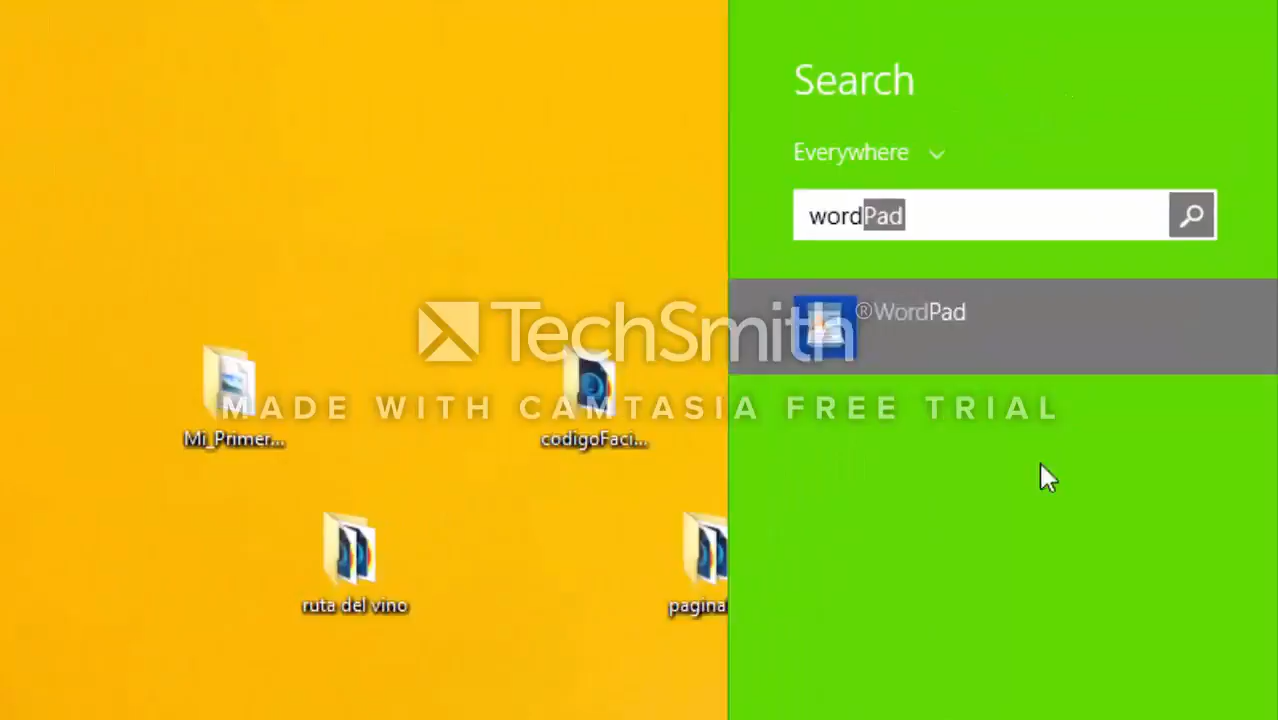 Search
Everywhere
wordPad
WordPad
TechSmith®
MADE WITH CAMTASIA FREE TRIAL
Mi_Primer...
codigoFaci...
ruta del vino
pagina